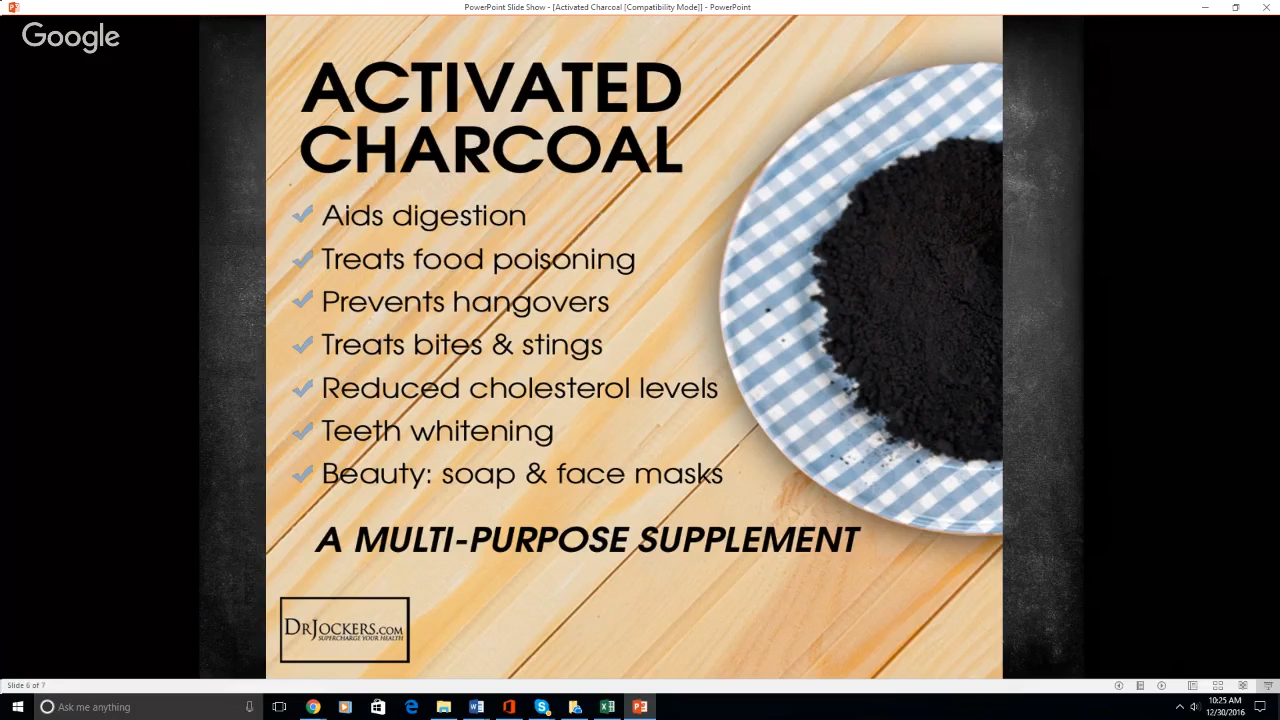 PowerPoint Slide Show - [Activated Charcoal [Compatibility Mode]] - PowerPoint
Google
ACTIVATED
CHARCOAL
Aids digestion
Treats food poisoning
Prevents hangovers
Treats bites & stings
Reduced cholesterol levels
Teeth whitening
Beauty: soap & face masks
A MULTI-PURPOSE SUPPLEMENT
DRJOCKERS.COM
SUPERCHARGE YOUR HEALTH
Slide 6 of 7
Ask me anything
10:25 AM
12/30/2016